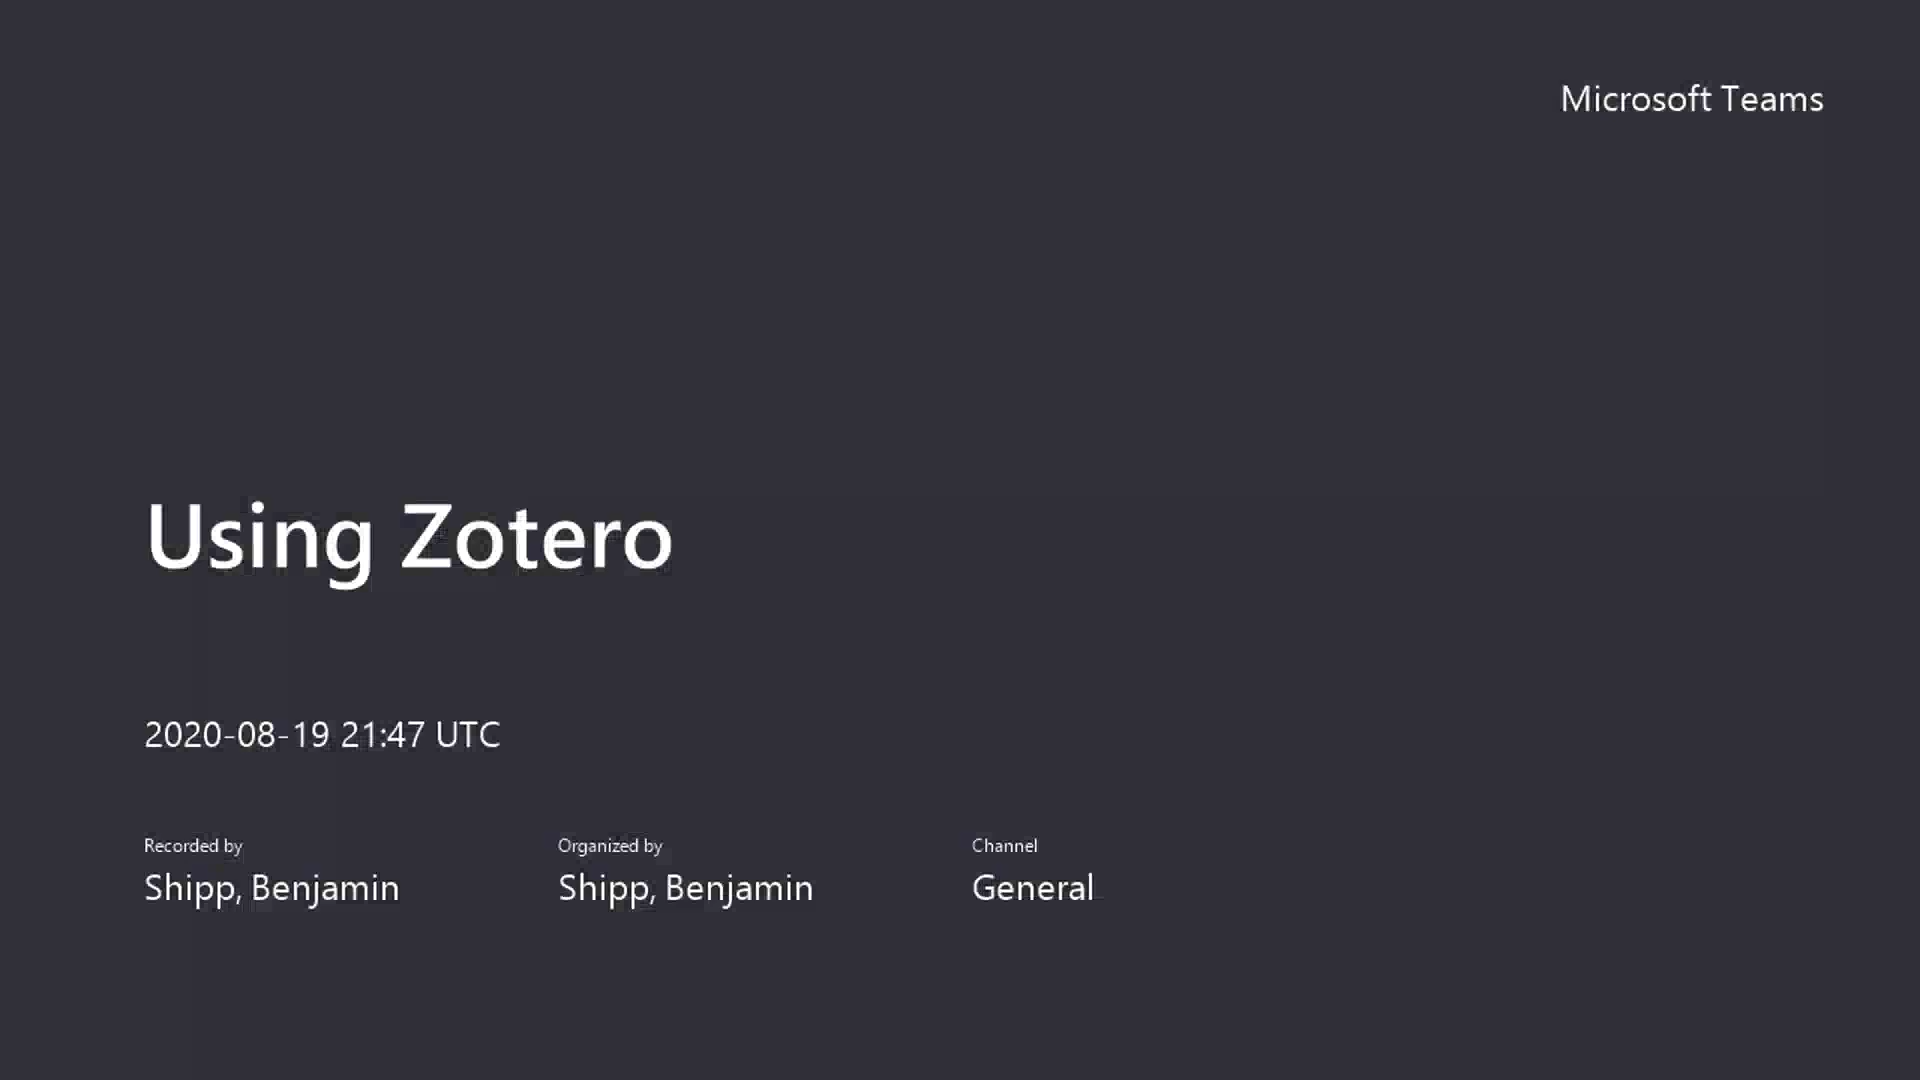 Microsoft Teams
Using Zotero
2020-08-19 21:47 UTC
Recorded by
Shipp, Benjamin
Organized by
Shipp, Benjamin
Channel
General